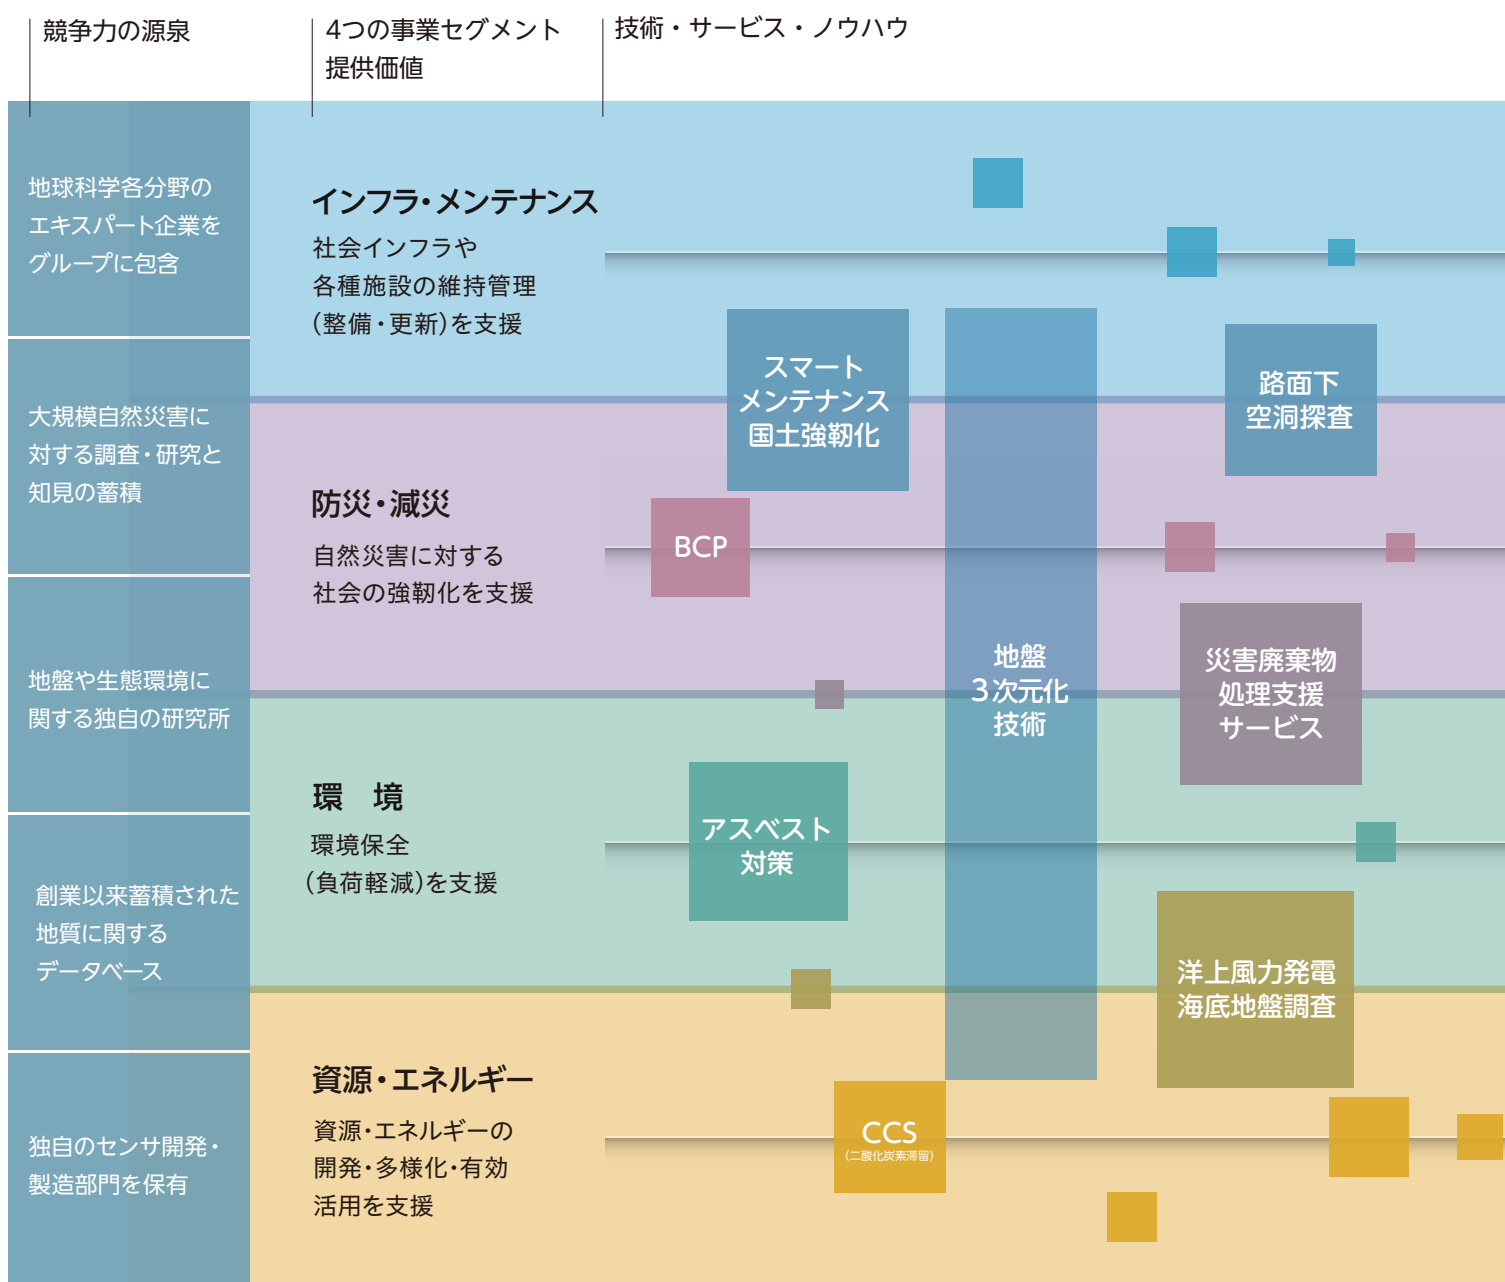 競争力の源泉
4つの事業セグメント
提供価値
技術・サービス・ノウハウ
地球科学各分野の
エキスパート企業を
グループに包含
大規模自然災害に
対する調査・研究と
知見の蓄積
地盤や生態環境に
関する独自の研究所
創業以来蓄積された
地質に関する
データベース
独自のセンサ開発・
製造部門を保有
インフラ・メンテナンス
社会インフラや
各種施設の維持管理
(整備・更新)を支援
防災・減災
自然災害に対する
社会の強靭化を支援
環　境
環境保全
(負荷軽減)を支援
資源・エネルギー
資源・エネルギーの
開発・多様化・有効
活用を支援
スマート
メンテナンス
国土強靭化
路面下
空洞探査
BCP
地盤
3次元化
技術
災害廃棄物
処理支援
サービス
アスベスト
対策
洋上風力発電
海底地盤調査
CCS
(二酸化炭素滞留)